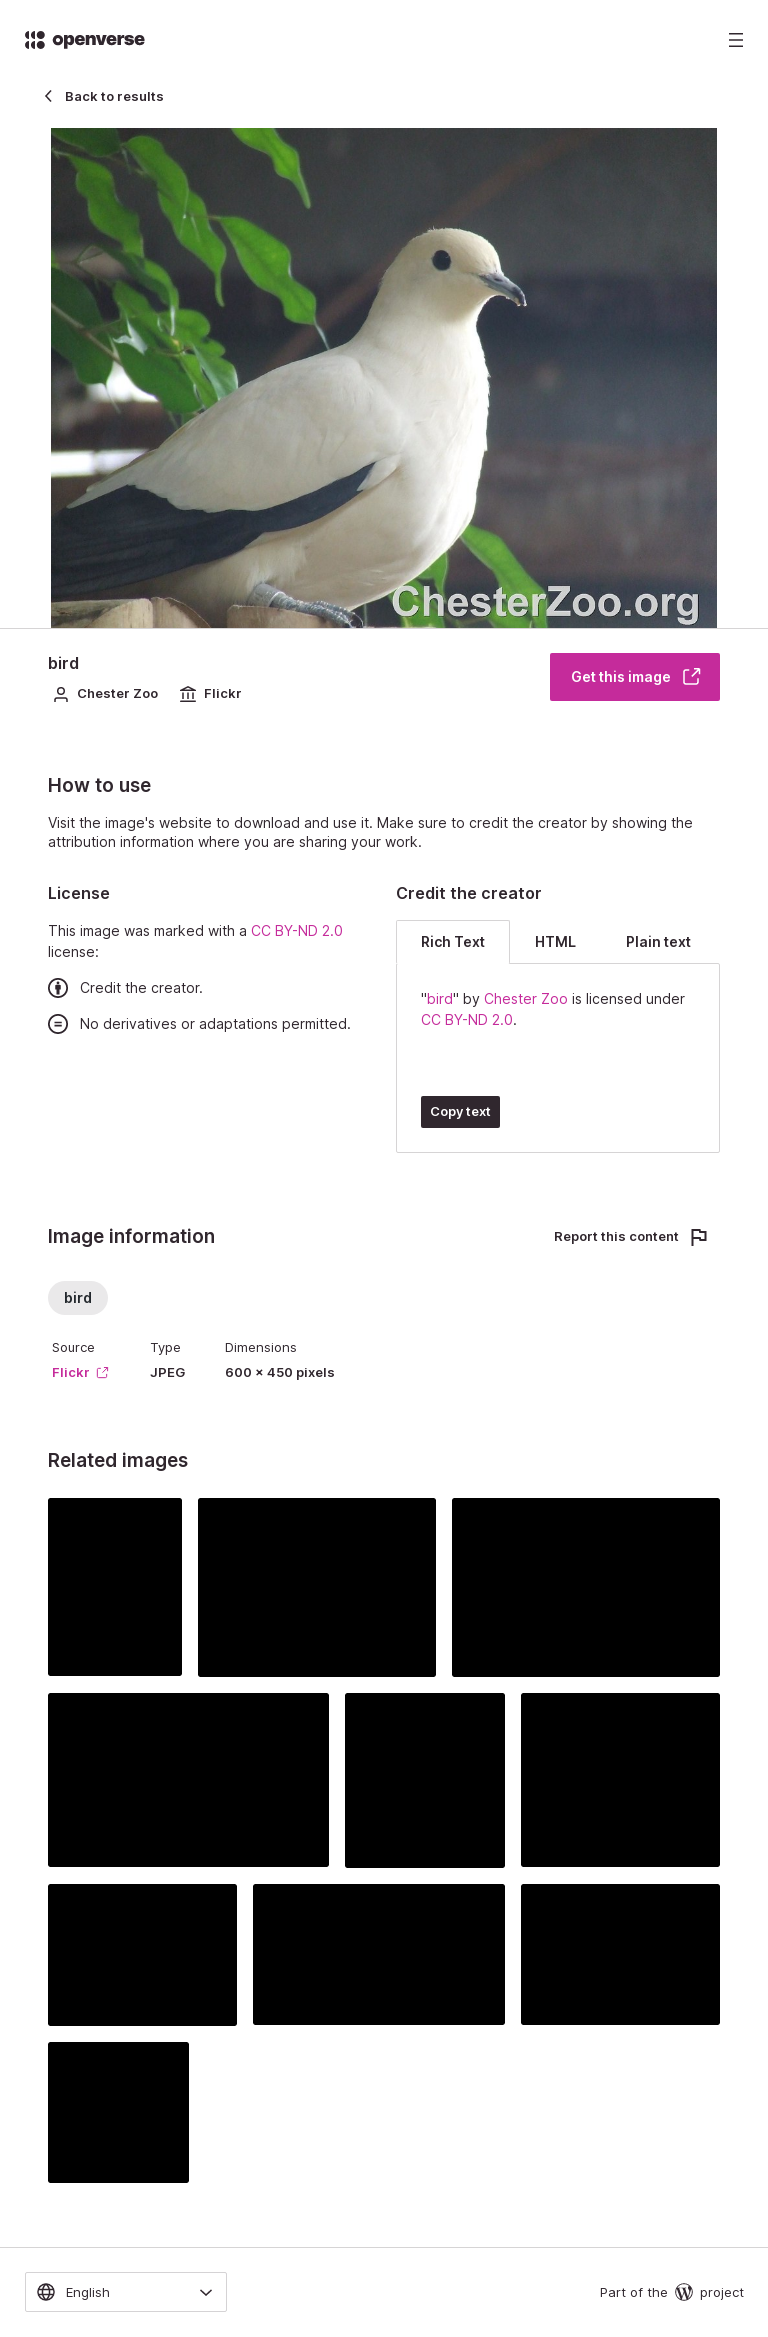 openverse
Back to results
ChesterZoo.org
bird
Chester Zoo
Flickr
Get this image
How to use
Visit the image's website to download and use it. Make sure to credit the creator by showing the
attribution information where you are sharing your work.
License
This image was marked with a CC BY-ND 2.0
license:
Credit the creator.
No derivatives or adaptations permitted.
Credit the creator
Rich Text
HTML
Plain text
"bird" by Chester Zoo is licensed under
CC BY-ND 2.0.
Copy text
Image information
Report this content
bird
Source
Type
Dimensions
Flickr
JPEG
600 × 450 pixels
Related images
English
Part of the
project